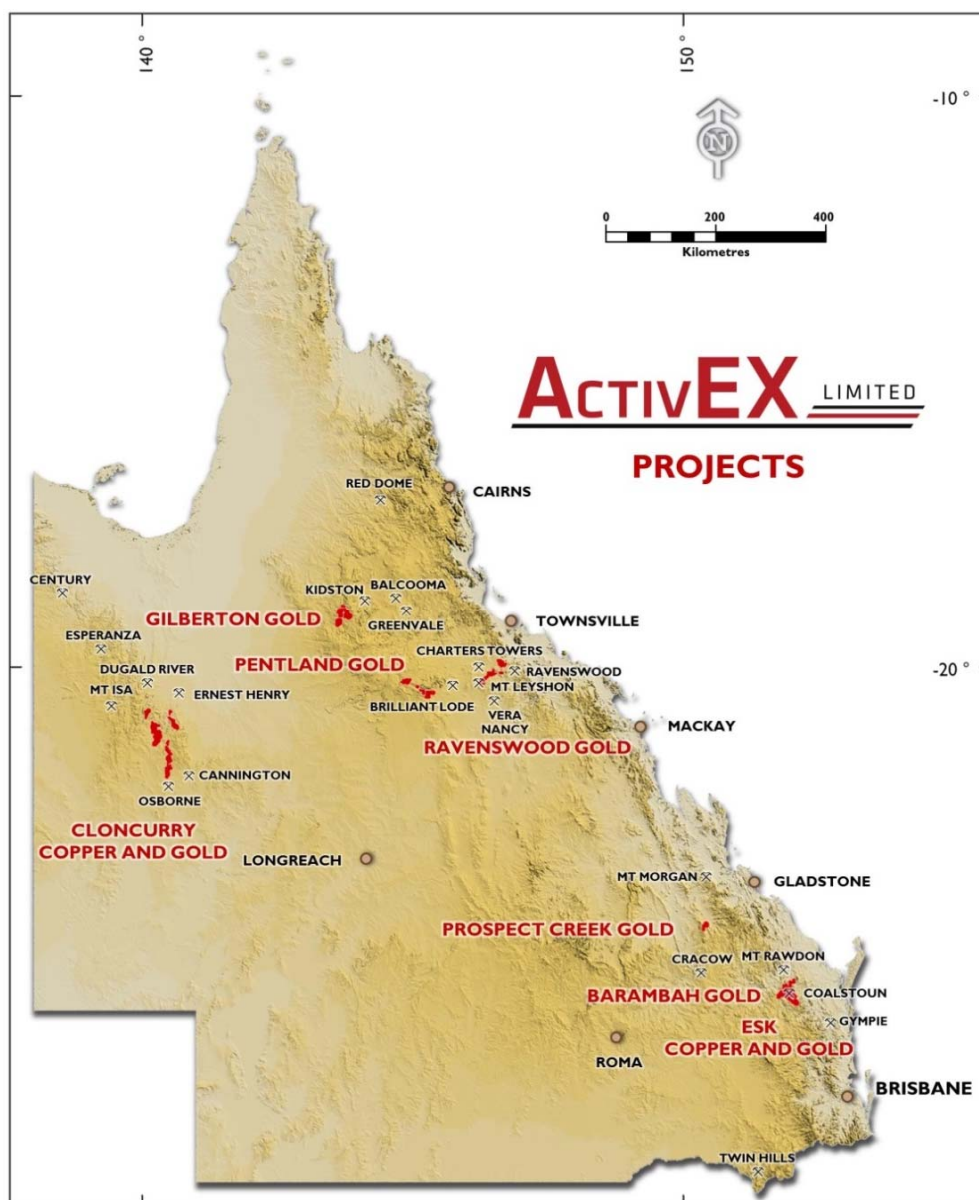 140 °
150 °
-10 °
N
0 200 400
Kilometres
ACTIVEX LIMITED
PROJECTS
RED DOME
CAIRNS
CENTURY
KIDSTON
BALCOOMA
GILBERTON GOLD
GREENVALE
TOWNSVILLE
ESPERANZA
CHARTERS TOWERS
PENTLAND GOLD
-20 °
DUGALD RIVER
RAVENSWOOD
MT ISA
ERNEST HENRY
MT LEYSHON
BRILLIANT LODE
VERA
NANCY
MACKAY
RAVENSWOOD GOLD
CANNINGTON
OSBORNE
CLONCURRY
COPPER AND GOLD
LONGREACH
MT MORGAN
GLADSTONE
PROSPECT CREEK GOLD
CRACOW
MT RAWDON
BARAMBAH GOLD
COALSTOUN
GYMPIE
ESK
COPPER AND GOLD
ROMA
BRISBANE
TWIN HILLS